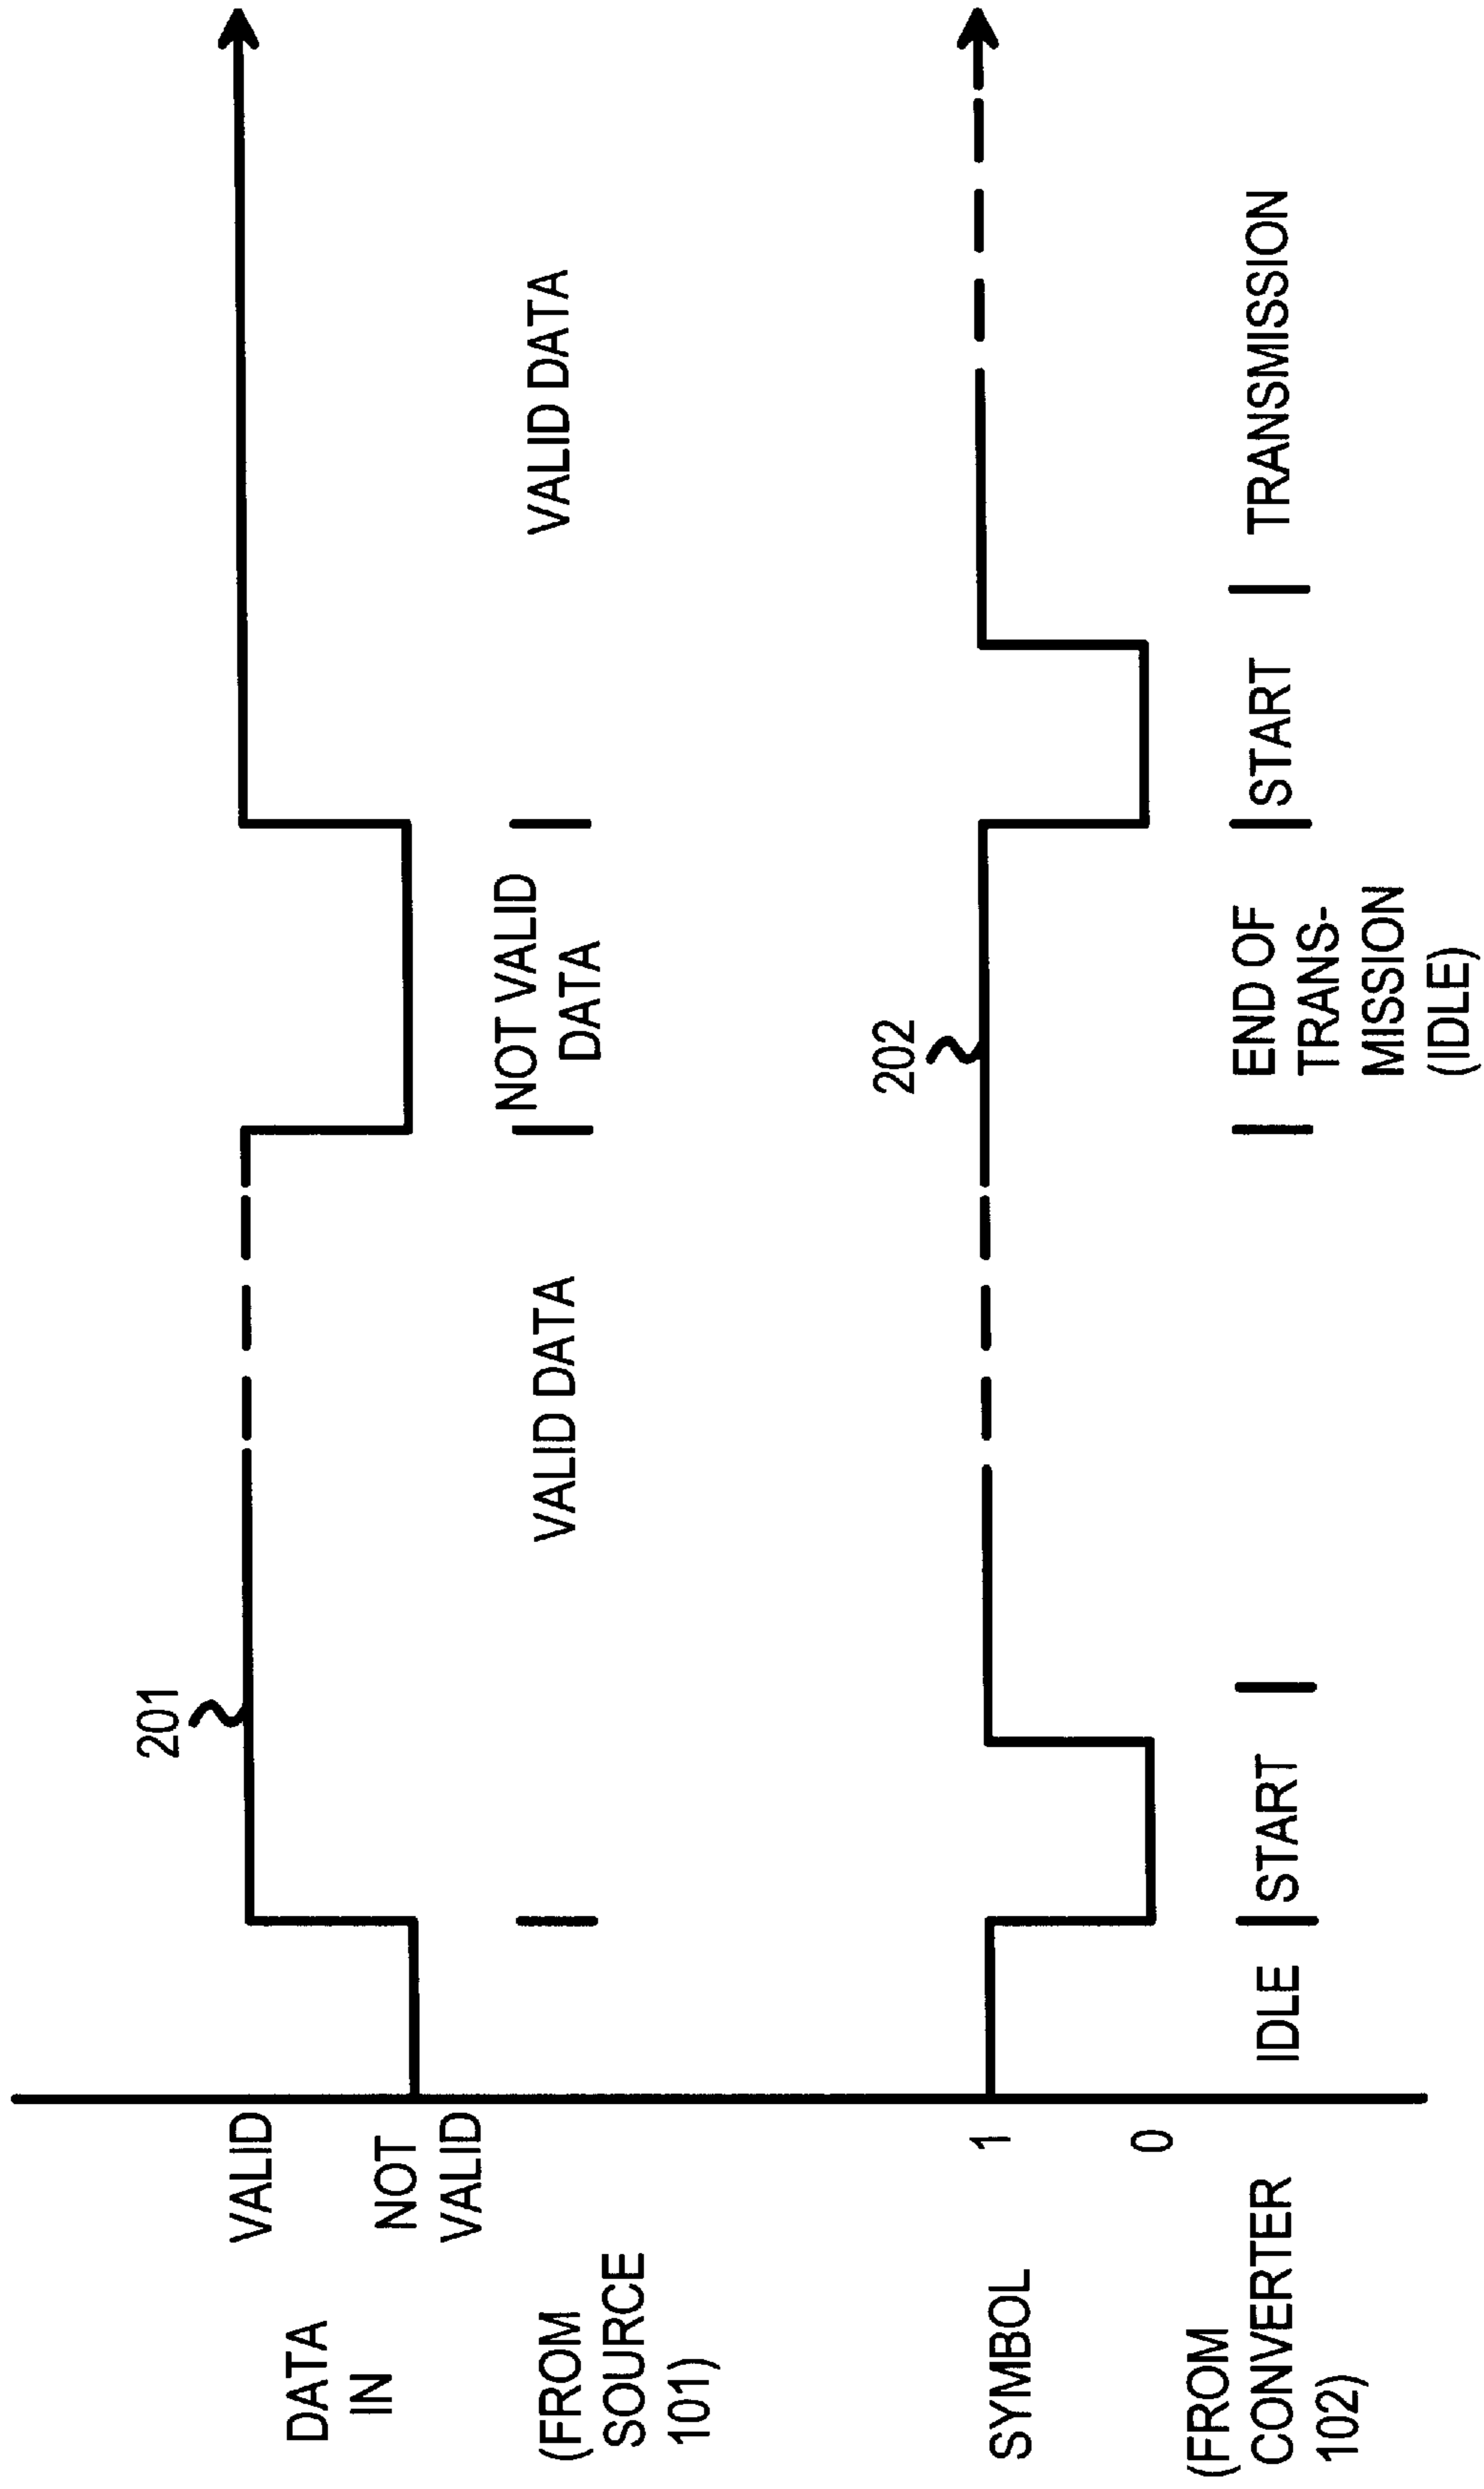 DATA
IN
VALID
NOT
VALID
(FROM
SOURCE
101)
201
VALID DATA
NOT VALID
DATA
VALID DATA
SYMBOL
1
0
(FROM
CONVERTER
102)
202
IDLE
START
END OF
TRANS-
MISSION
(IDLE)
START
TRANSMISSION